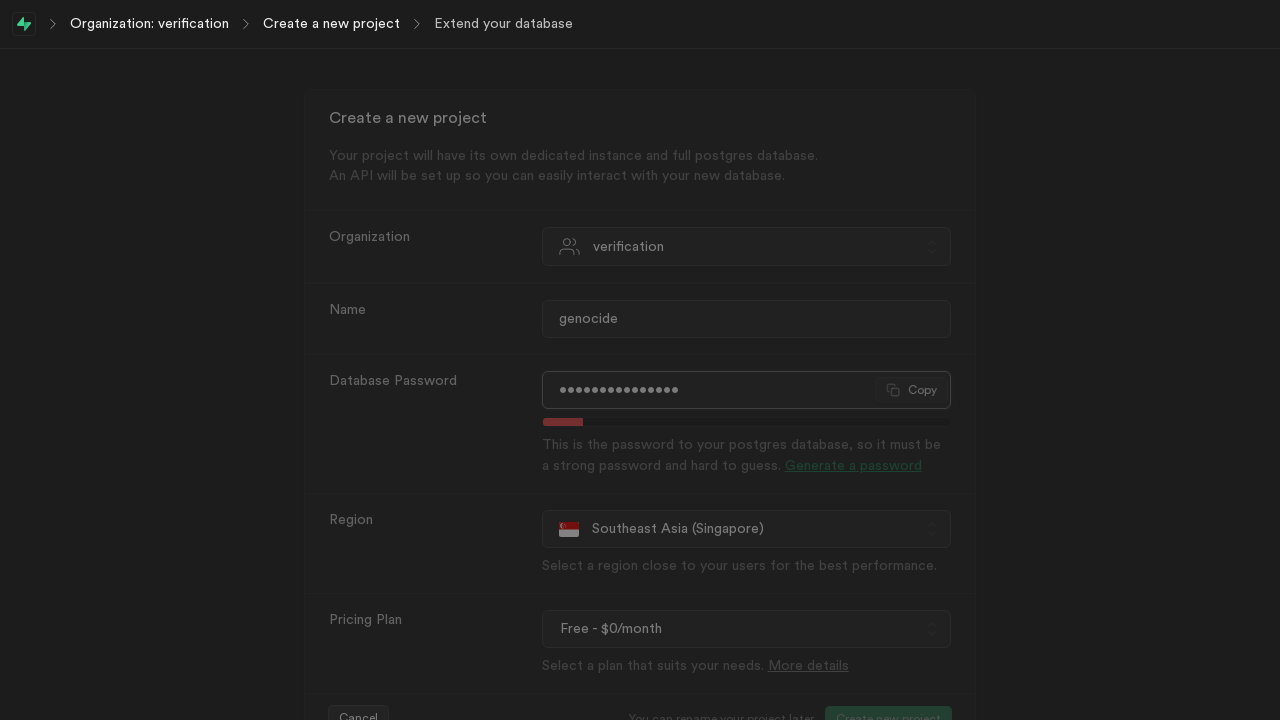 Organization: verification
Create a new project
Extend your database
Create a new project
Your project will have its own dedicated instance and full postgres database.
An API will be set up so you can easily interact with your new database.
Organization
verification
Name
genocide
Database Password
•••••••••••••••
Copy
This is the password to your postgres database, so it must be
a strong password and hard to guess. Generate a password
Region
Southeast Asia (Singapore)
Select a region close to your users for the best performance.
Pricing Plan
Free - $0/month
Select a plan that suits your needs. More details
Cancel
You can rename your project later
Create new project